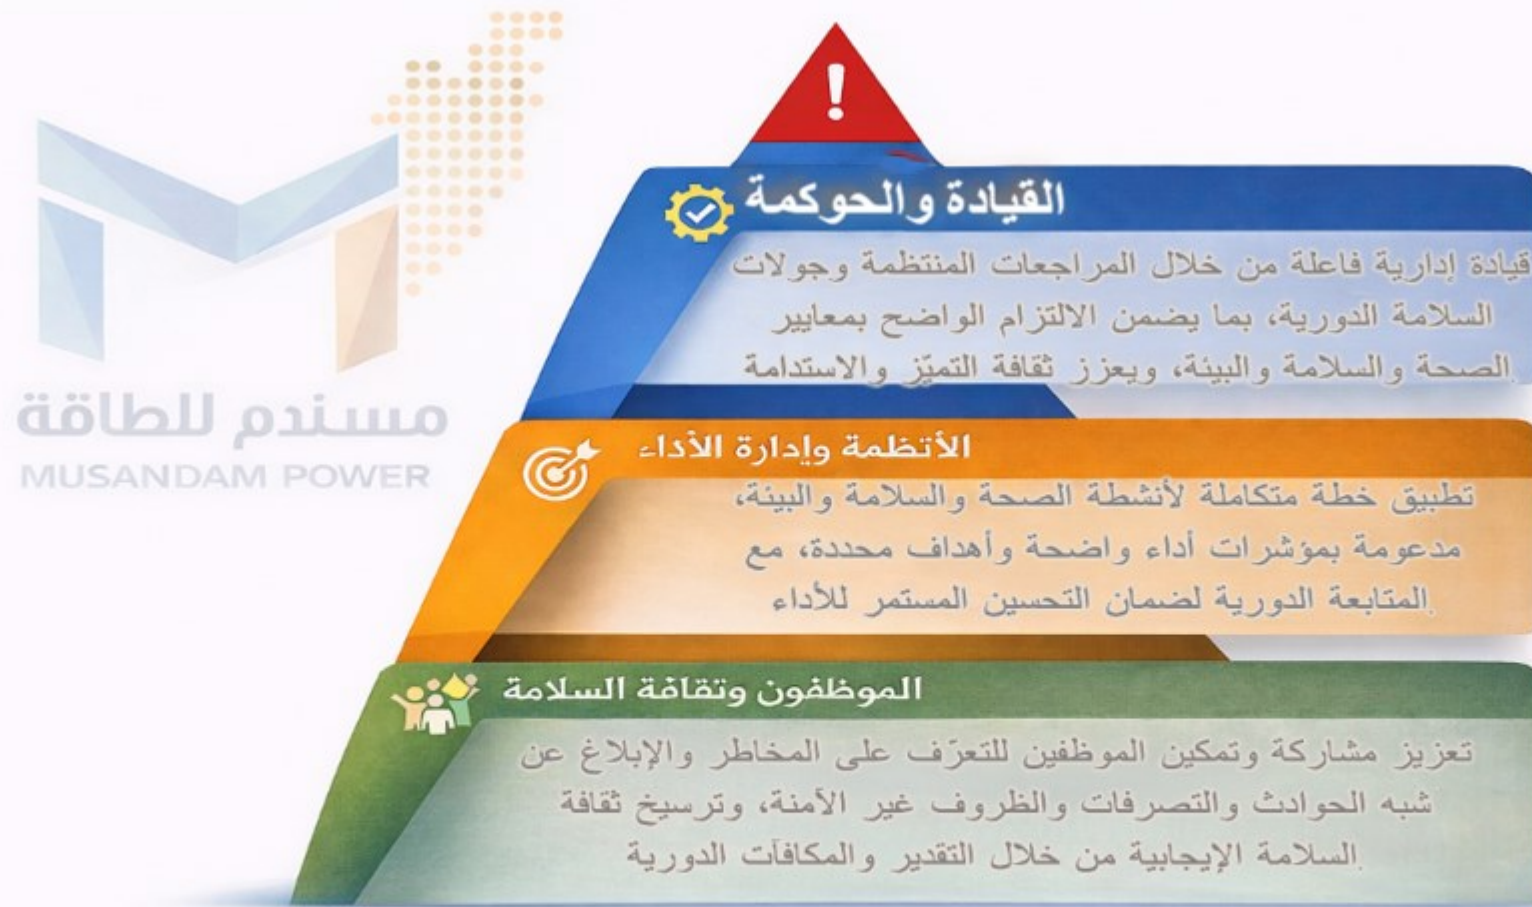 مسندم للطاقة
MUSANDAM POWER
!
القيادة والحوكمة
قيادة إدارية فاعلة من خلال المراجعات المنتظمة وجولات
السلامة الدورية، بما يضمن الالتزام الواضح بمعايير
الصحة والسلامة والبيئة، ويعزز ثقافة التميّز والاستدامة.
الأتظمة وإدارة الأداء
تطبيق خطة متكاملة لأنشطة الصحة والسلامة والبيئة،
مدعومة بمؤشرات أداء واضحة وأهداف محددة، مع
المتابعة الدورية لضمان التحسين المستمر للأداء.
الموظفون وتقافة السلامة
تعزيز مشاركة وتمكين الموظفين للتعرّف على المخاطر والإبلاغ عن
شبه الحوادث والتصرفات والظروف غير الآمنة، وترسيخ ثقافة
السلامة الإيجابية من خلال التقدير والمكافآت الدورية.